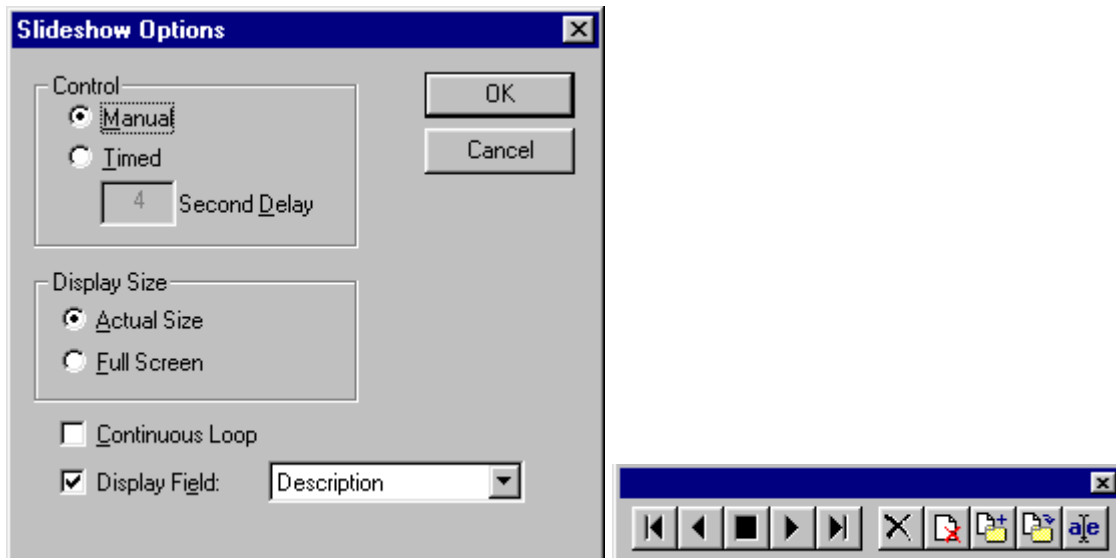 Slideshow Options
Control
Manual
Timed
4 Second Delay
OK
Cancel
Display Size
Actual Size
Full Screen
Continuous Loop
Display Field: Description
a e